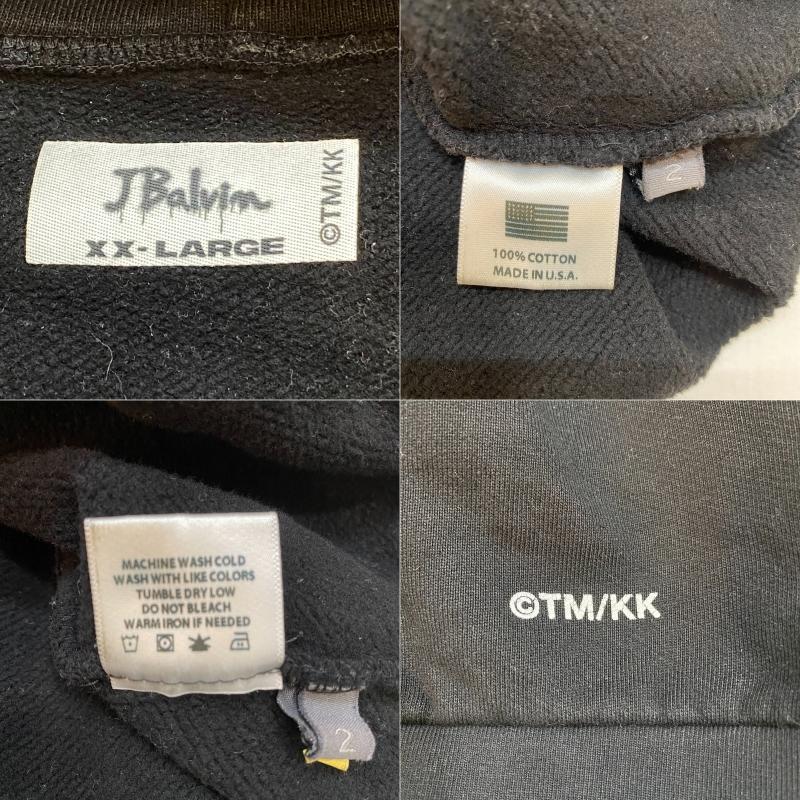 J Balvin
XX-LARGE
©TM/KK
100% COTTON
MADE IN U.S.A.
2
MACHINE WASH COLD
WASH WITH LIKE COLORS
TUMBLE DRY LOW
DO NOT BLEACH
WARM IRON IF NEEDED
2
©TM/KK